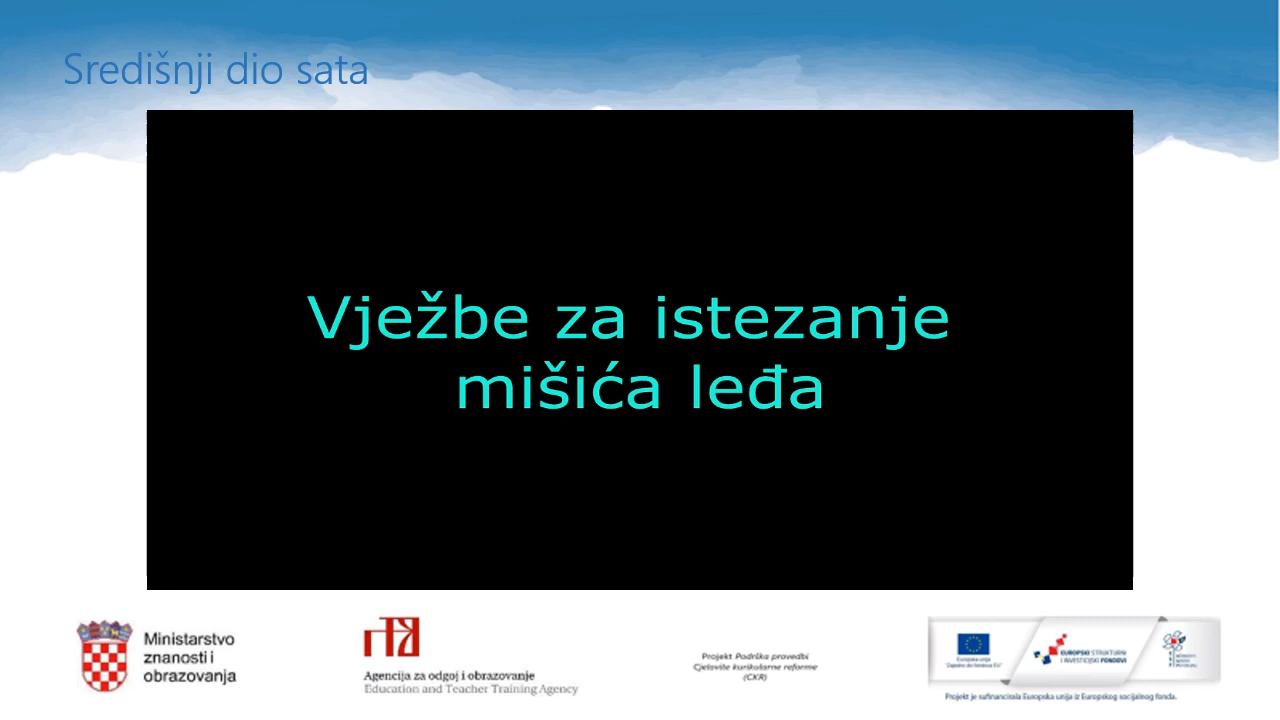 Središnji dio sata
Vježbe za istezanje
mišića leđa
Ministarstvo
znanosti i
obrazovanja
Agencija za odgoj i obrazovanje
Education and Teacher Training Agency
Projekt Podrška provedbi
Cjelovite kurikularne reforme
(CKR)
Europska unija
EUROPSKI STRUKTURNI
I INVESTICIJSKI FONDOVI
Projekt je sufinancirala Europska unija iz Europskog socijalnog fonda.